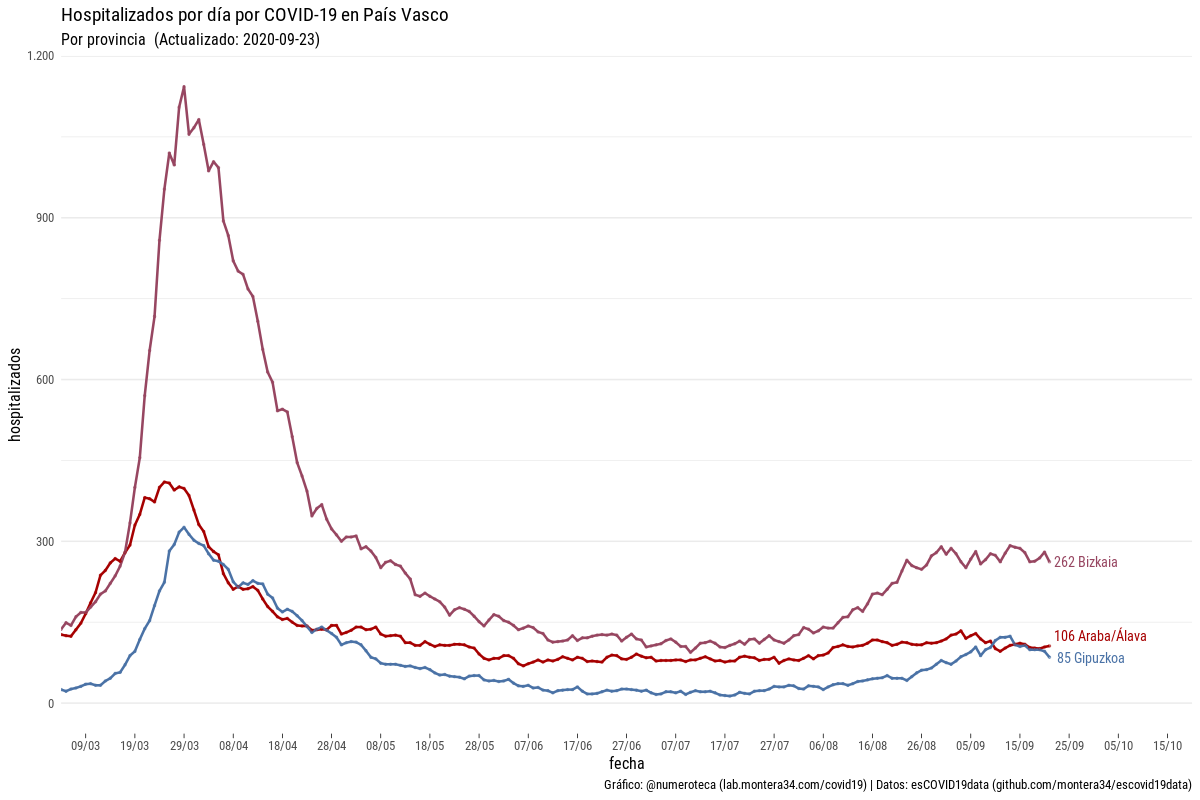 Hospitalizados por día por COVID-19 en País Vasco
Por provincia  (Actualizado: 2020-09-23)
1.200
900
600
300
0
hospitalizados
262 Bizkaia
106 Araba/Álava
85 Gipuzkoa
09/03 19/03 29/03 08/04 18/04 28/04 08/05 18/05 28/05 07/06 17/06 27/06 07/07 17/07 27/07 06/08 16/08 26/08 05/09 15/09 25/09 05/10 15/10
fecha
Gráfico: @numeroteca (lab.montera34.com/covid19) | Datos: esCOVID19data (github.com/montera34/escovid19data)